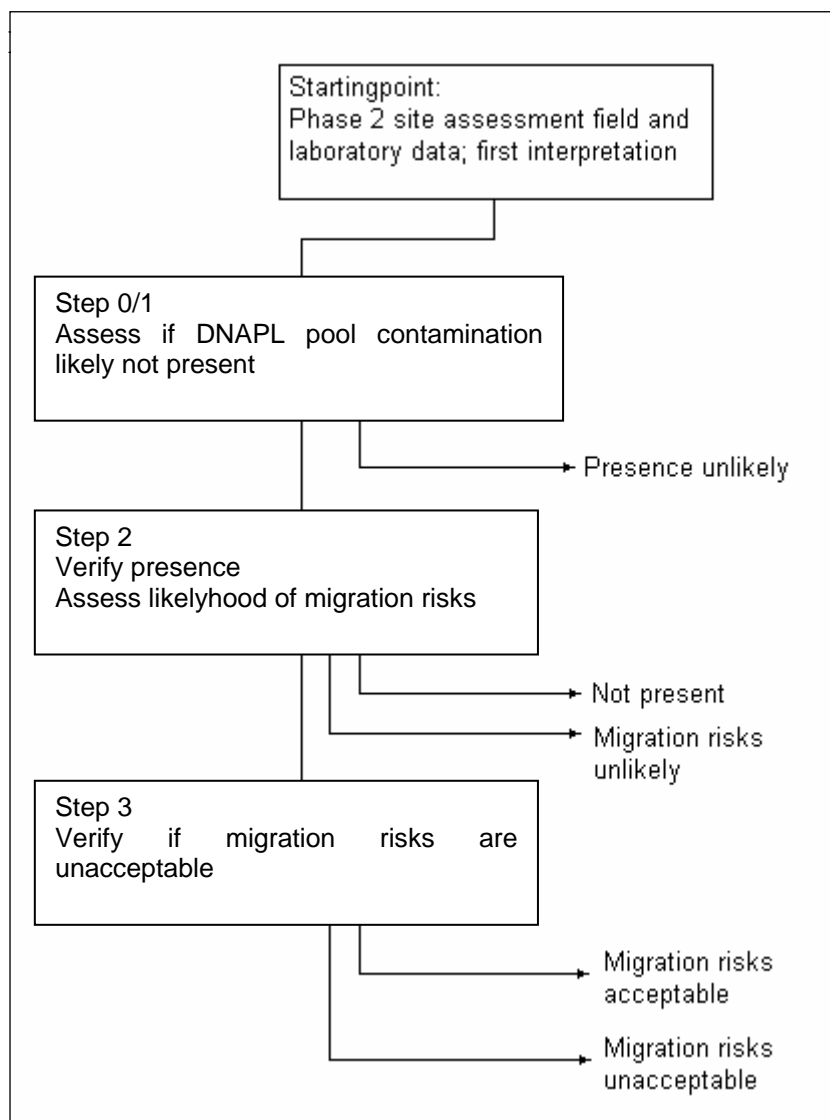 Startingpoint:
Phase 2 site assessment field and
laboratory data; first interpretation
Step 0/1
Assess if DNAPL pool contamination
likely not present
Presence unlikely
Step 2
Verify presence
Assess likelyhood of migration risks
Not present
Migration risks
unlikely
Step 3
Verify if migration risks are
unacceptable
Migration risks
acceptable
Migration risks
unacceptable